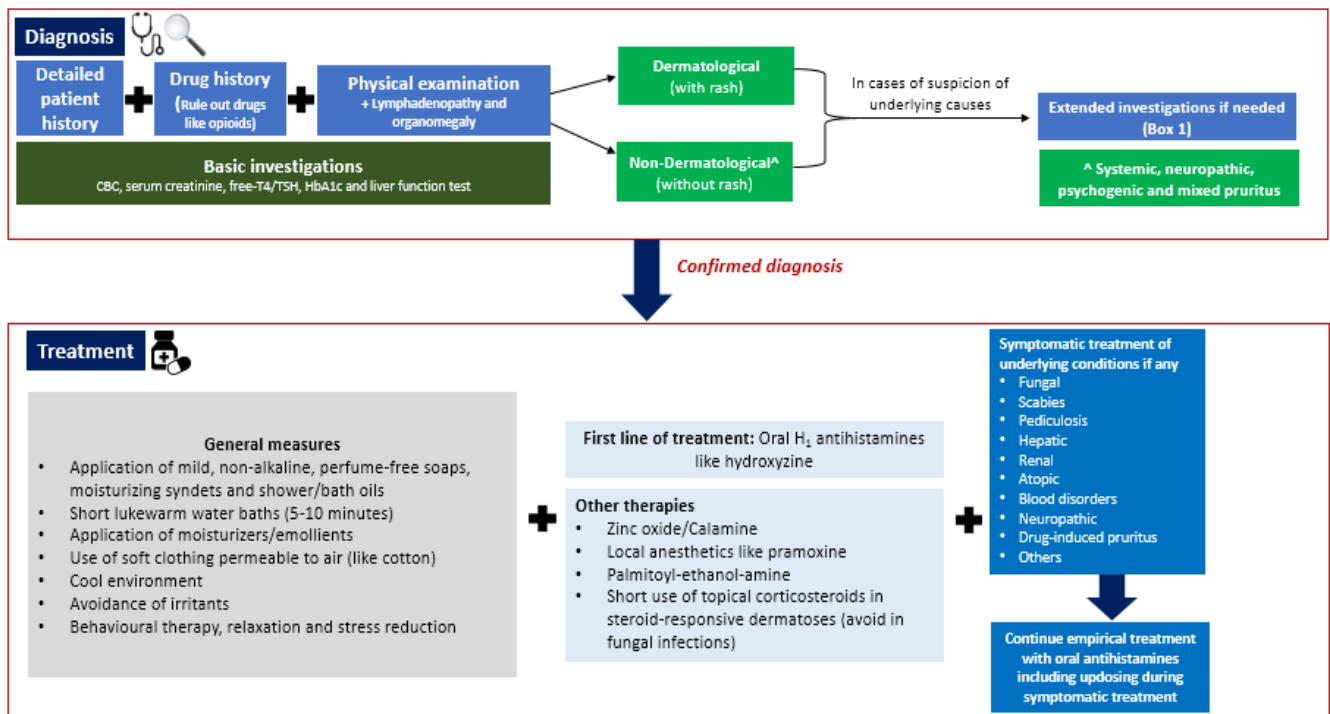 Diagnosis
Detailed
patient
history
Drug history
(Rule out drugs
like opioids)
Physical examination
+ Lymphadenopathy and
organomegaly
Basic investigations
CBC, serum creatinine, free-T4/TSH, HbA1c and liver function test
Dermatological
(with rash)
Non-Dermatological^
(without rash)
In cases of suspicion of
underlying causes
Extended investigations if needed
(Box 1)
^ Systemic, neuropathic,
psychogenic and mixed pruritus
Confirmed diagnosis
Treatment
General measures
• Application of mild, non-alkaline, perfume-free soaps,
moisturizing syndets and shower/bath oils
• Short lukewarm water baths (5-10 minutes)
• Application of moisturizers/emollients
• Use of soft clothing permeable to air (like cotton)
• Cool environment
• Avoidance of irritants
• Behavioural therapy, relaxation and stress reduction
First line of treatment: Oral H₁ antihistamines
like hydroxyzine
Other therapies
• Zinc oxide/Calamine
• Local anesthetics like pramoxine
• Palmitoyl-ethanol-amine
• Short use of topical corticosteroids in
steroid-responsive dermatoses (avoid in
fungal infections)
Symptomatic treatment of
underlying conditions if any
• Fungal
• Scabies
• Pediculosis
• Hepatic
• Renal
• Atopic
• Blood disorders
• Neuropathic
• Drug-induced pruritus
• Others
Continue empirical treatment
with oral antihistamines
including updosing during
symptomatic treatment